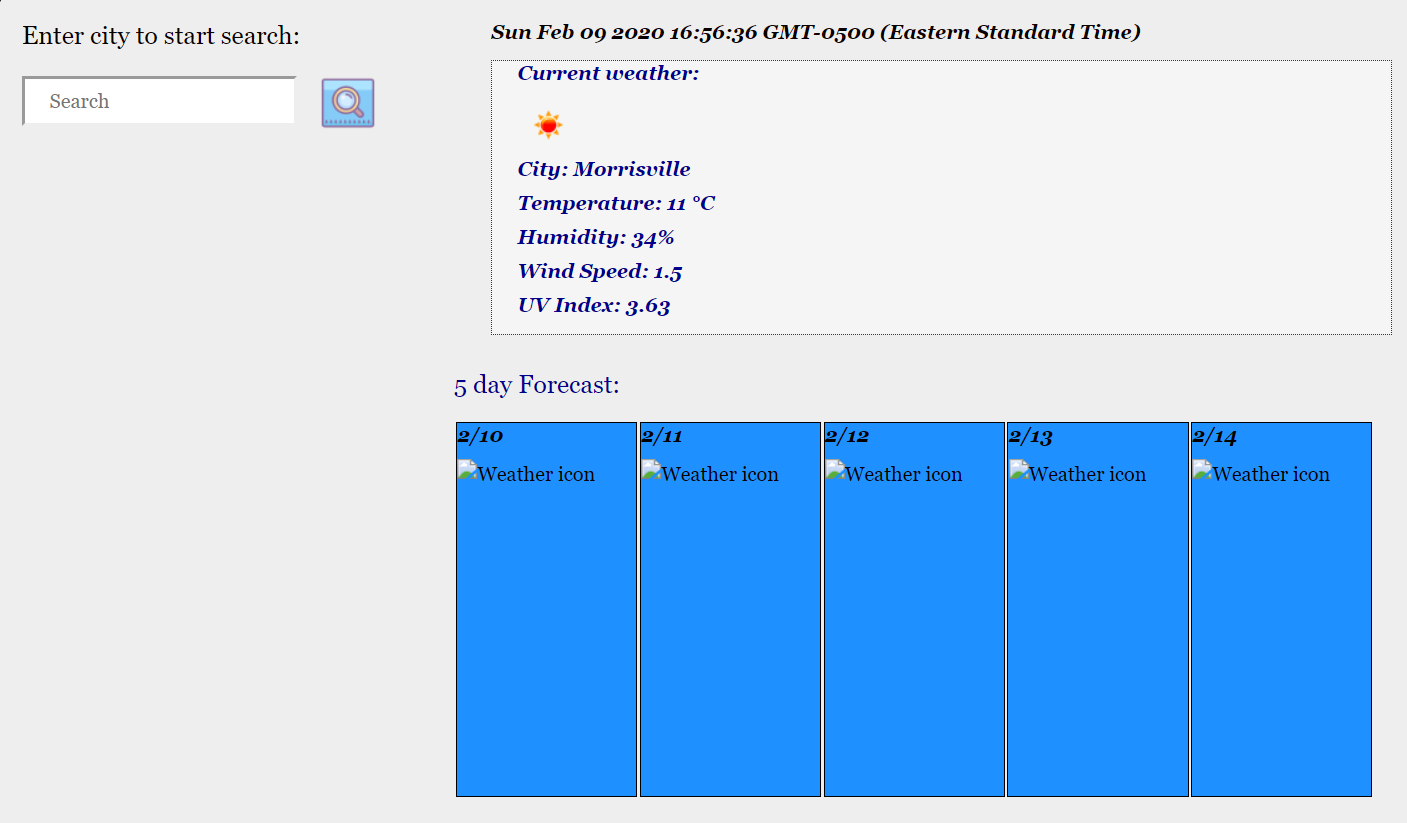 Enter city to start search:
Search
Sun Feb 09 2020 16:56:36 GMT-0500 (Eastern Standard Time)
Current weather:
City: Morrisville
Temperature: 11 °C
Humidity: 34%
Wind Speed: 1.5
UV Index: 3.63
5 day Forecast:
2/10
Weather icon
2/11
Weather icon
2/12
Weather icon
2/13
Weather icon
2/14
Weather icon